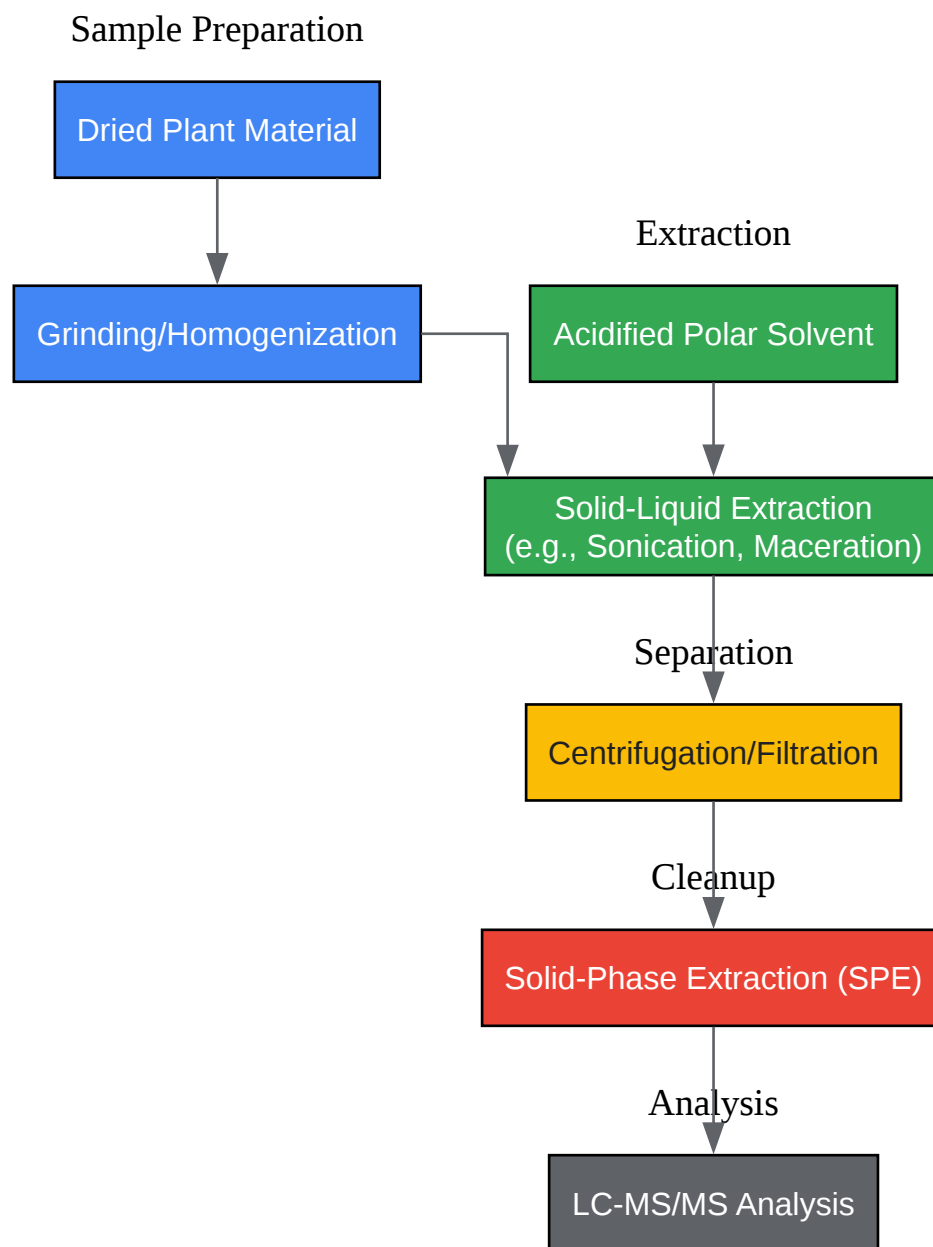 Sample Preparation
Dried Plant Material
Extraction
Grinding/Homogenization
Acidified Polar Solvent
Solid-Liquid Extraction
(e.g., Sonication, Maceration)
Separation
Centrifugation/Filtration
Cleanup
Solid-Phase Extraction (SPE)
Analysis
LC-MS/MS Analysis